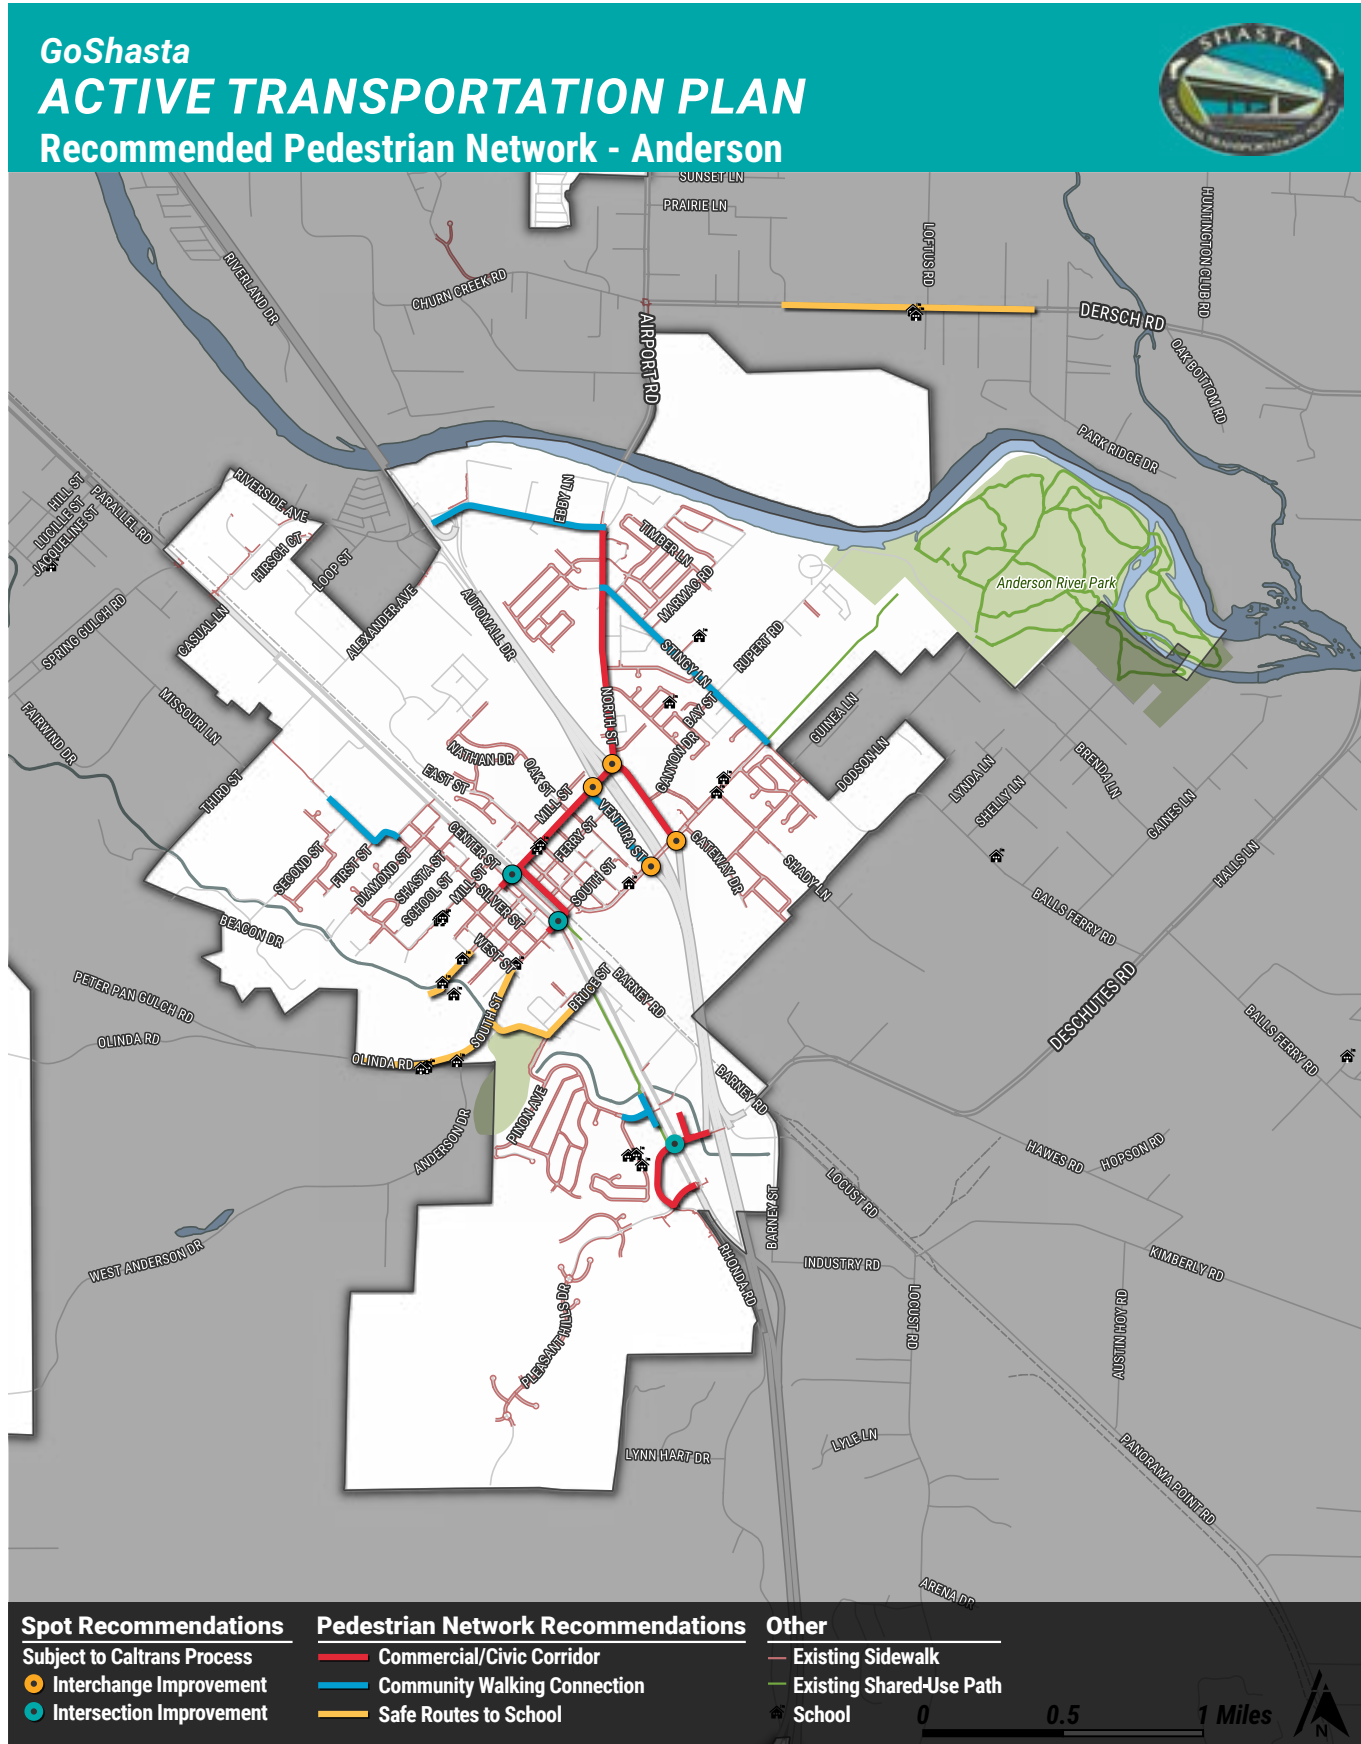 GoShasta
ACTIVE TRANSPORTATION PLAN
Recommended Pedestrian Network - Anderson
SHASTA
REGIONAL TRANSPORTATION AGENCY
SUNSET LN
PRAIRIE LN
LOFTUS RD
HUNTINGTON CLUB RD
RIVERLAND DR
CHURN CREEK RD
AIRPORT RD
DERSCH RD
OAK BOTTOM RD
PARK RIDGE DR
HILL ST
LUCILLE ST
JACQUELINE ST
PARALLEL RD
RIVERSIDE AVE
HIRSCH CT
LOOP ST
EBBY LN
TIMBER LN
MARMAC RD
Anderson River Park
SPRING GULCH RD
CASUAL LN
ALEXANDER AVE
AUTOMALL DR
STINGY LN
RUPERT RD
FAIRWIND DR
MISSOURI LN
NORTH ST
BAY ST
GUINEA LN
NATHAN DR
OAK ST
GANYON DR
DODSON LN
LYNDA LN
BRENDA LN
SHELLY LN
GAINES LN
THIRD ST
EAST ST
MILL ST
VENTURA ST
FERRY ST
CENTER ST
GATEWAY DR
SHADY LN
HALLS LN
SECOND ST
FIRST ST
DIAMOND ST
SHASTA ST
SCHOOL ST
MILL ST
SILVER ST
SOUTH ST
BALLS FERRY RD
BEACON DR
WEST ST
BRUCE ST
BARNEY RD
DESCHUTES RD
BALLS FERRY RD
PETER PAN GULCH RD
OLINDA RD
OLINDA RD
SOUTH ST
BARNEY RD
PINON AVE
ANDERSON DR
HAWES RD
HOPSON RD
LOCUST RD
BARNEY ST
WEST ANDERSON DR
RHONDA RD
INDUSTRY RD
KIMBERLY RD
LOCUST RD
AUSTIN HOY RD
PLEASANT HILLS DR
LYNN HART DR
LYLE LN
PANORAMA POINT RD
ARENA DR
Spot Recommendations
Subject to Caltrans Process
Interchange Improvement
Intersection Improvement
Pedestrian Network Recommendations
Commercial/Civic Corridor
Community Walking Connection
Safe Routes to School
Other
Existing Sidewalk
Existing Shared-Use Path
School
0 0.5 1 Miles
N